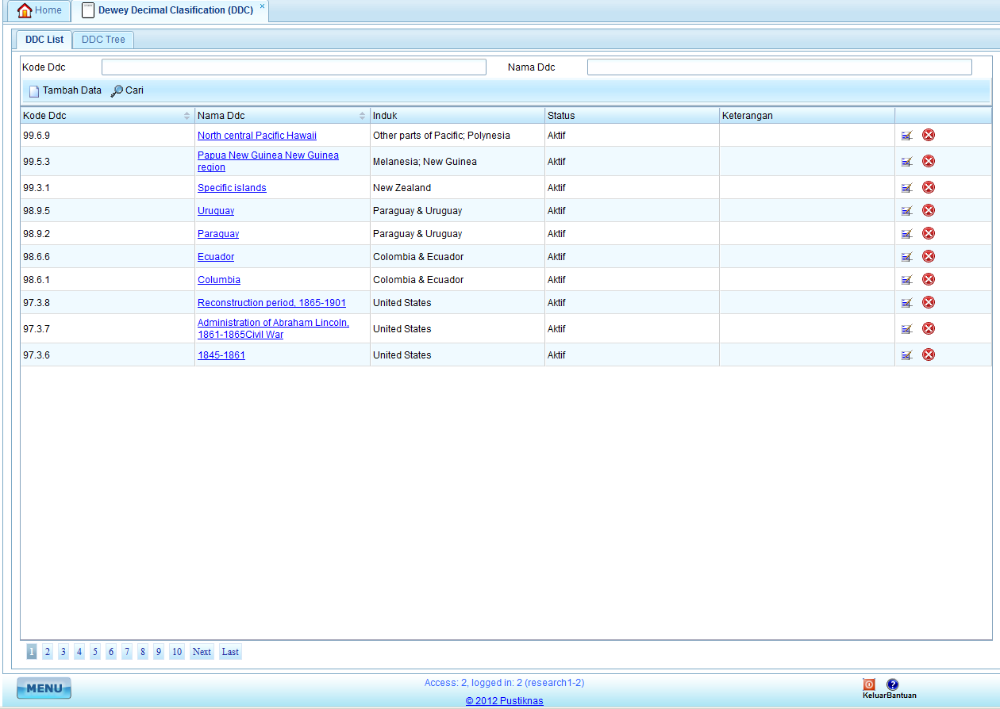 Home
Dewey Decimal Clasification (DDC) ×
DDC List
DDC Tree
Kode Ddc
Nama Ddc
Tambah Data
Cari
Kode Ddc Nama Ddc Induk Status Keterangan
99.6.9 North central Pacific Hawaii Other parts of Pacific; Polynesia Aktif
99.5.3 Papua New Guinea New Guinea
region Melanesia; New Guinea Aktif
99.3.1 Specific islands New Zealand Aktif
98.9.5 Uruguay Paraguay & Uruguay Aktif
98.9.2 Paraguay Paraguay & Uruguay Aktif
98.6.6 Ecuador Colombia & Ecuador Aktif
98.6.1 Columbia Colombia & Ecuador Aktif
97.3.8 Reconstruction period, 1865-1901 United States Aktif
97.3.7 Administration of Abraham Lincoln,
1861-1865Civil War United States Aktif
97.3.6 1845-1861 United States Aktif
1 2 3 4 5 6 7 8 9 10 Next Last
MENU
Access: 2, logged in: 2 (research1-2)
© 2012 Pustiknas
KeluarBantuan